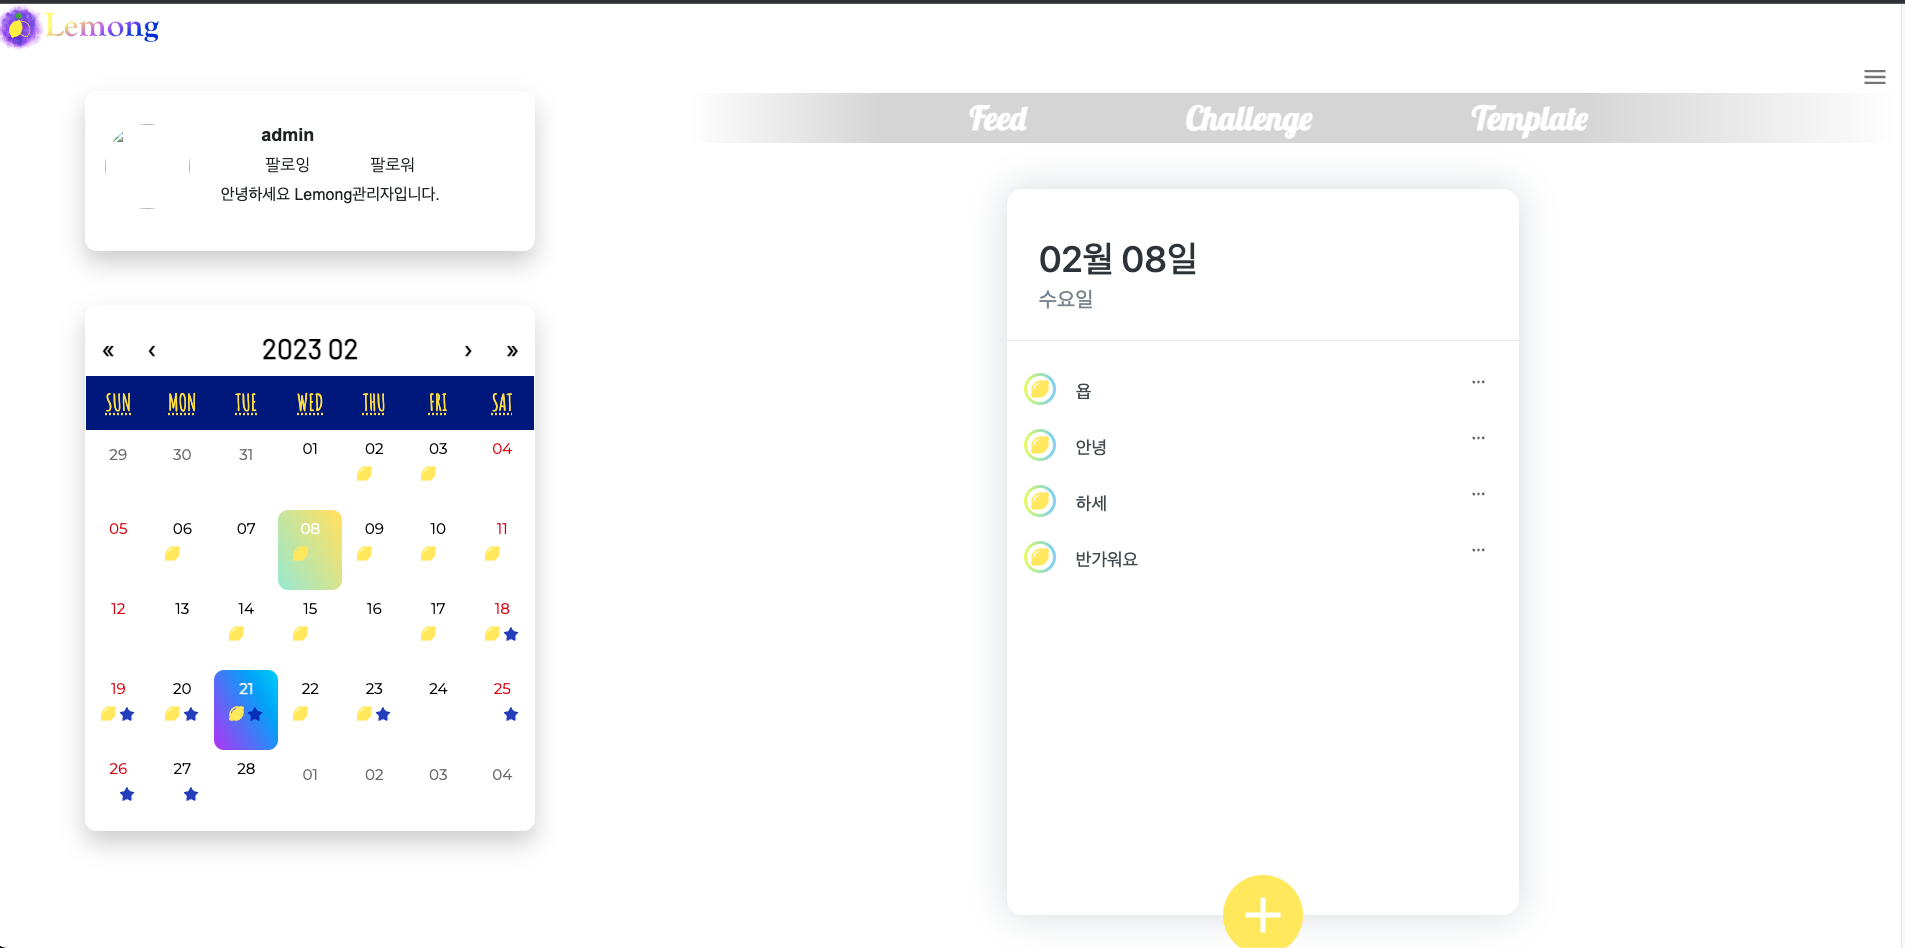 Lemong
admin
팔로잉 팔로워
안녕하세요 Lemong관리자입니다.
« ‹ 2023 02 › »
SUN MON TUE WED THU FRI SAT
29 30 31 01 02 03 04
05 06 07 08 09 10 11
12 13 14 15 16 17 18
19 20 21 22 23 24 25
26 27 28 01 02 03 04
Feed Challenge Template
02월 08일
수요일
욥 ...
안녕 ...
하세 ...
반가워요 ...
+